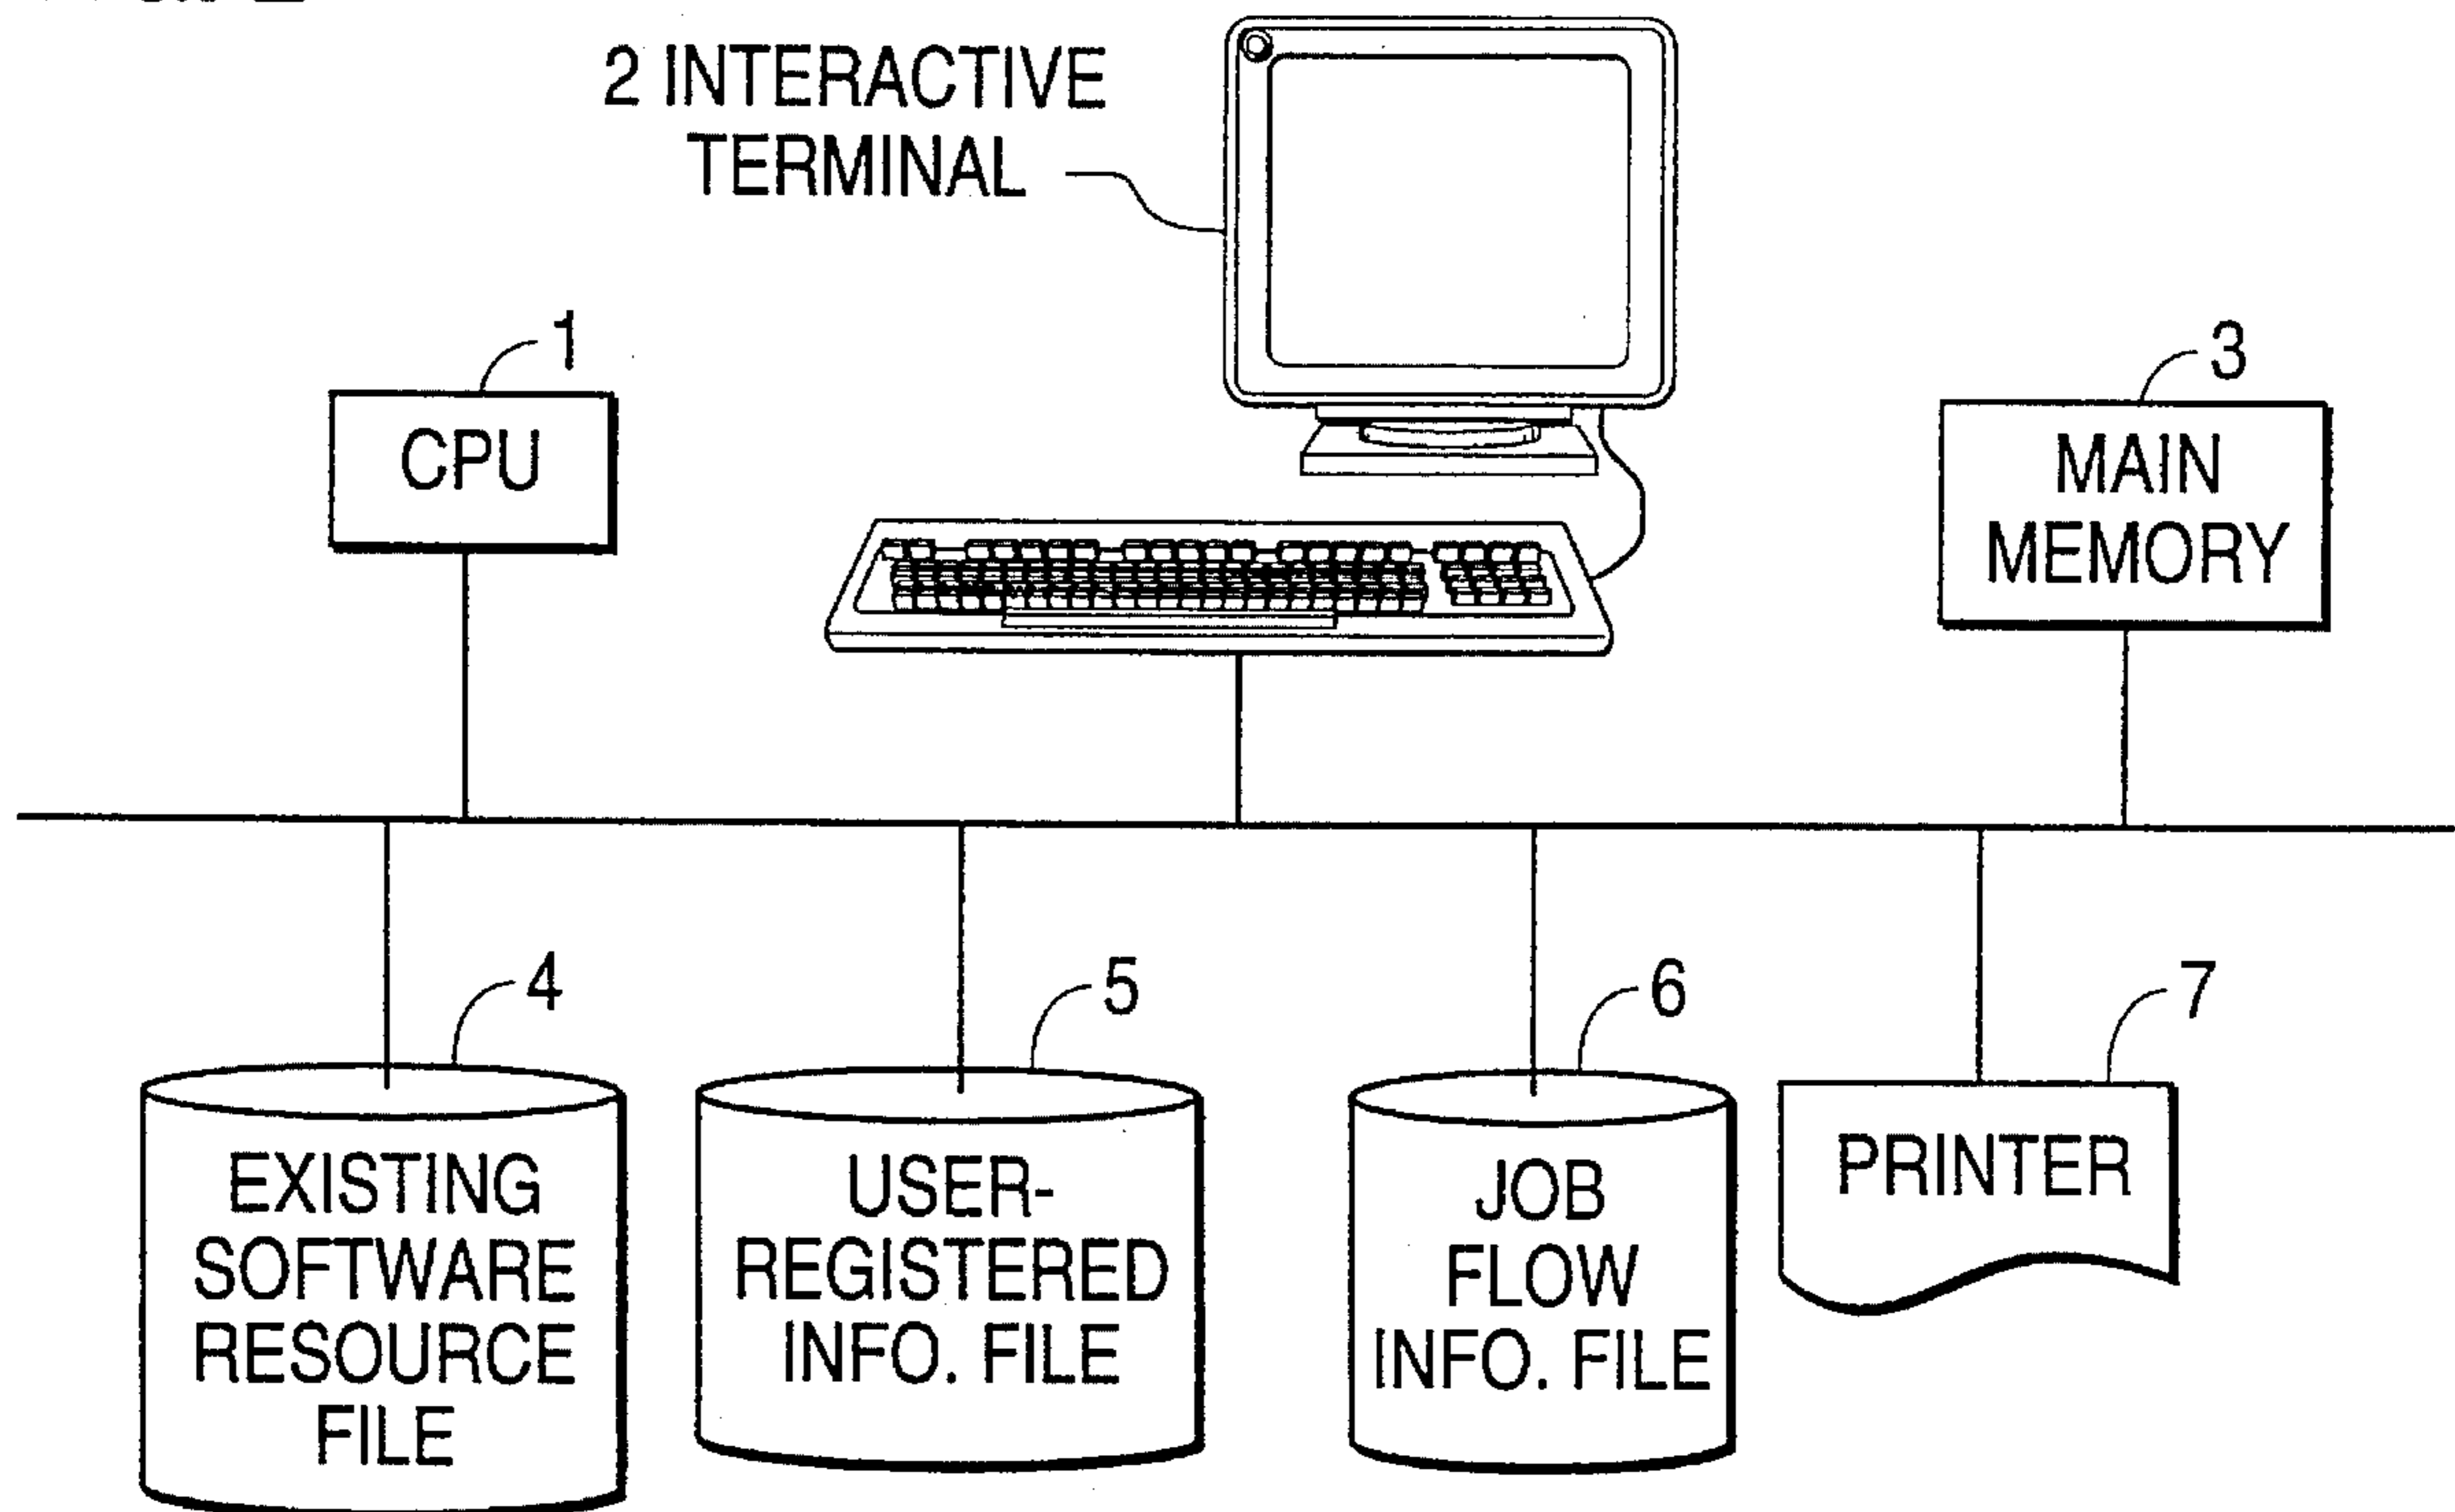 2 INTERACTIVE
TERMINAL
1
CPU
3
MAIN
MEMORY
4
EXISTING
SOFTWARE
RESOURCE
FILE
5
USER-
REGISTERED
INFO. FILE
6
JOB
FLOW
INFO. FILE
7
PRINTER